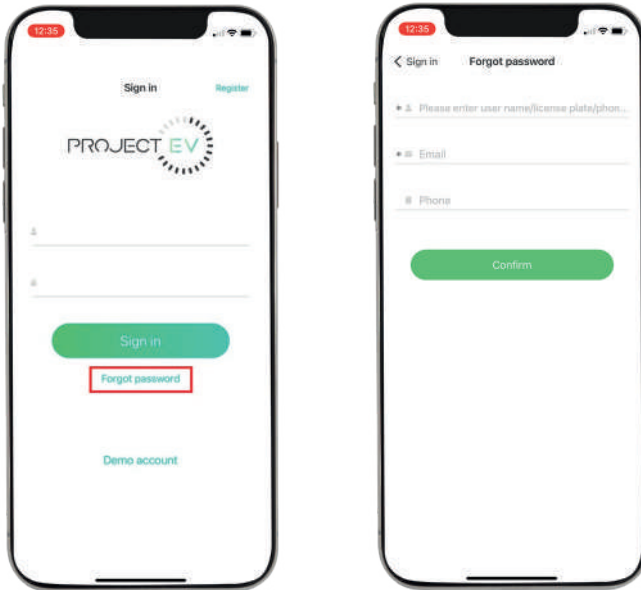 12:35
Sign in
Register
PROJECT EV
Sign in
Forgot password
Demo account
12:35
Sign in
Forgot password
* Please enter user name/license plate/phon...
* Email
Phone
Confirm